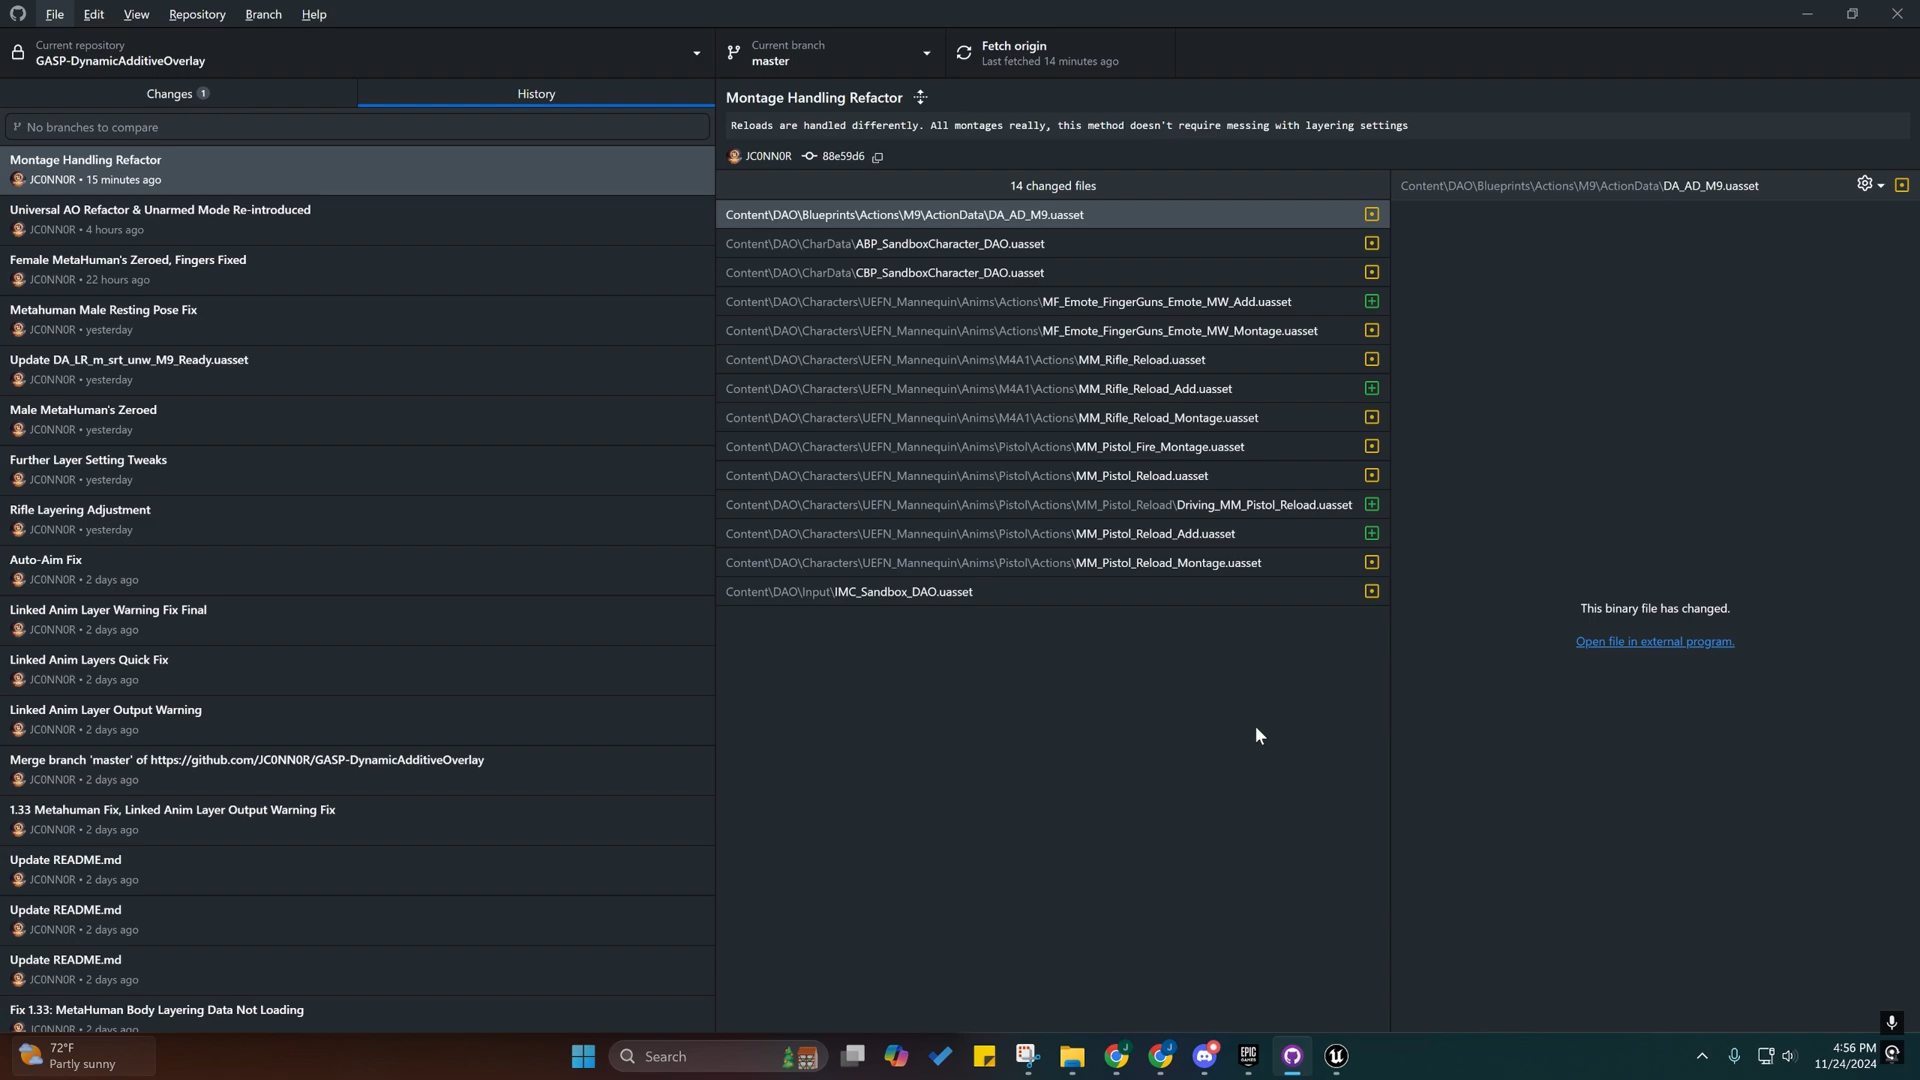 File Edit View Repository Branch Help
Current repository
GASP-DynamicAdditiveOverlay
Current branch
master
Fetch origin
Last fetched 14 minutes ago
Changes 1
History
No branches to compare
Montage Handling Refactor
JC0NN0R • 15 minutes ago
Universal AO Refactor & Unarmed Mode Re-introduced
JC0NN0R • 4 hours ago
Female MetaHuman's Zeroed, Fingers Fixed
JC0NN0R • 22 hours ago
Metahuman Male Resting Pose Fix
JC0NN0R • yesterday
Update DA_LR_m_srt_unw_M9_Ready.uasset
JC0NN0R • yesterday
Male MetaHuman's Zeroed
JC0NN0R • yesterday
Further Layer Setting Tweaks
JC0NN0R • yesterday
Rifle Layering Adjustment
JC0NN0R • yesterday
Auto-Aim Fix
JC0NN0R • 2 days ago
Linked Anim Layer Warning Fix Final
JC0NN0R • 2 days ago
Linked Anim Layers Quick Fix
JC0NN0R • 2 days ago
Linked Anim Layer Output Warning
JC0NN0R • 2 days ago
Merge branch 'master' of https://github.com/JC0NN0R/GASP-DynamicAdditiveOverlay
JC0NN0R • 2 days ago
1.33 Metahuman Fix, Linked Anim Layer Output Warning Fix
JC0NN0R • 2 days ago
Update README.md
JC0NN0R • 2 days ago
Update README.md
JC0NN0R • 2 days ago
Update README.md
JC0NN0R • 2 days ago
Fix 1.33: MetaHuman Body Layering Data Not Loading
JC0NN0R • 2 days ago
Montage Handling Refactor
Reloads are handled differently. All montages really, this method doesn't require messing with layering settings
JC0NN0R 88e59d6
14 changed files
Content\DAO\Blueprints\Actions\M9\ActionData\DA_AD_M9.uasset
Content\DAO\CharData\ABP_SandboxCharacter_DAO.uasset
Content\DAO\CharData\CBP_SandboxCharacter_DAO.uasset
Content\DAO\Characters\UEFN_Mannequin\Anims\Actions\MF_Emote_FingerGuns_Emote_MW_Add.uasset
Content\DAO\Characters\UEFN_Mannequin\Anims\Actions\MF_Emote_FingerGuns_Emote_MW_Montage.uasset
Content\DAO\Characters\UEFN_Mannequin\Anims\M4A1\Actions\MM_Rifle_Reload.uasset
Content\DAO\Characters\UEFN_Mannequin\Anims\M4A1\Actions\MM_Rifle_Reload_Add.uasset
Content\DAO\Characters\UEFN_Mannequin\Anims\M4A1\Actions\MM_Rifle_Reload_Montage.uasset
Content\DAO\Characters\UEFN_Mannequin\Anims\Pistol\Actions\MM_Pistol_Fire_Montage.uasset
Content\DAO\Characters\UEFN_Mannequin\Anims\Pistol\Actions\MM_Pistol_Reload.uasset
Content\DAO\Characters\UEFN_Mannequin\Anims\Pistol\Actions\MM_Pistol_Reload\Driving_MM_Pistol_Reload.uasset
Content\DAO\Characters\UEFN_Mannequin\Anims\Pistol\Actions\MM_Pistol_Reload_Add.uasset
Content\DAO\Characters\UEFN_Mannequin\Anims\Pistol\Actions\MM_Pistol_Reload_Montage.uasset
Content\DAO\Input\IMC_Sandbox_DAO.uasset
Content\DAO\Blueprints\Actions\M9\ActionData\DA_AD_M9.uasset
This binary file has changed.
Open file in external program.
72°F
Partly sunny
Search
J
J
EPIC GAMES
4:56 PM
11/24/2024